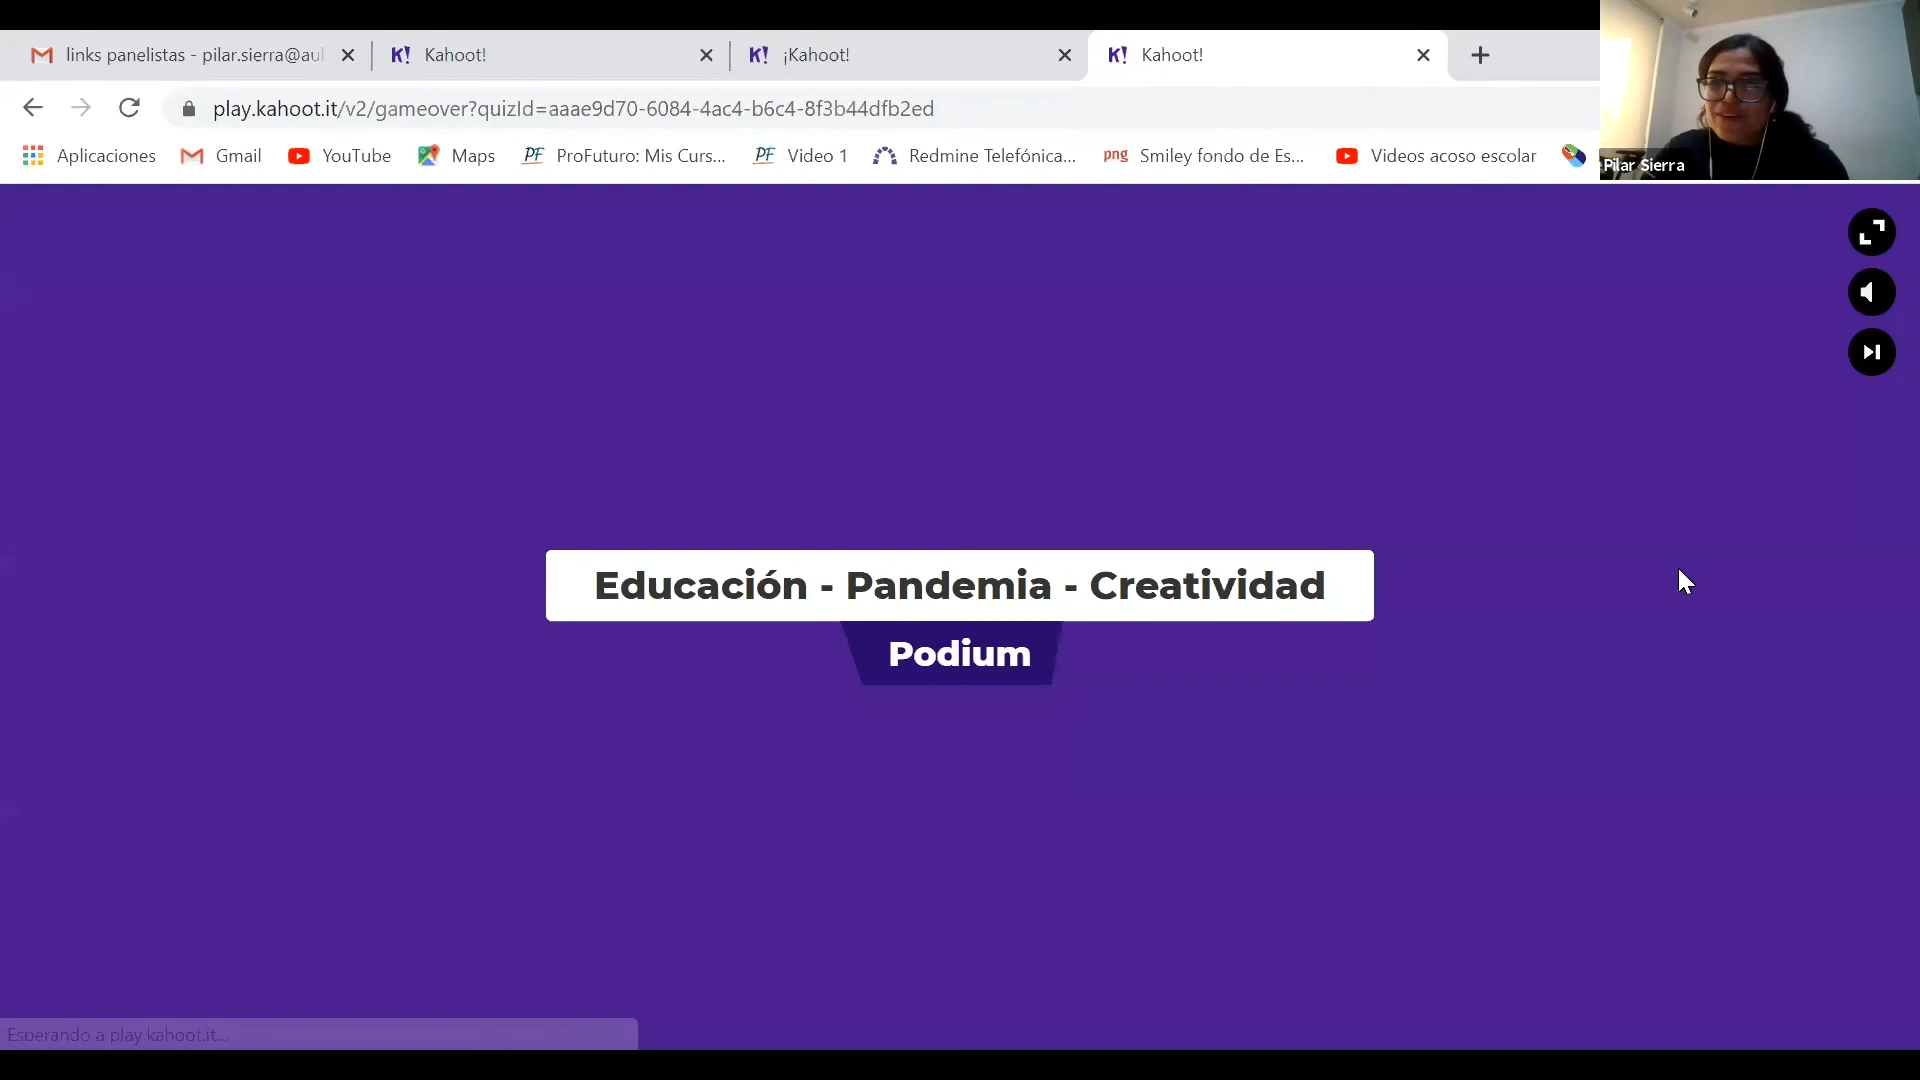 links panelistas - pilar.sierra@aul
K! Kahoot!
K! ¡Kahoot!
K! Kahoot!
play.kahoot.it/v2/gameover?quizId=aaae9d70-6084-4ac4-b6c4-8f3b44dfb2ed
Aplicaciones
Gmail
YouTube
Maps
PF ProFuturo: Mis Curs...
PF Video 1
Redmine Telefónica...
png Smiley fondo de Es...
Videos acoso escolar
Pilar Sierra
Educación - Pandemia - Creatividad
Podium
Esperando a play.kahoot.it...